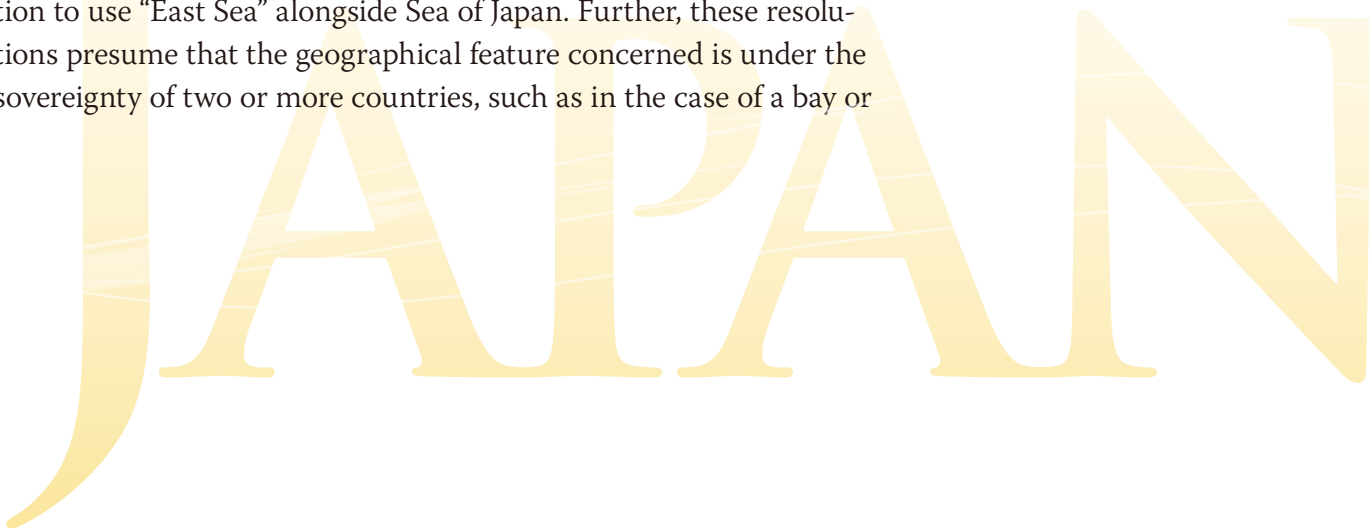 tion to use “East Sea” alongside Sea of Japan. Further, these resolu-
tions presume that the geographical feature concerned is under the
sovereignty of two or more countries, such as in the case of a bay or
JAPAN